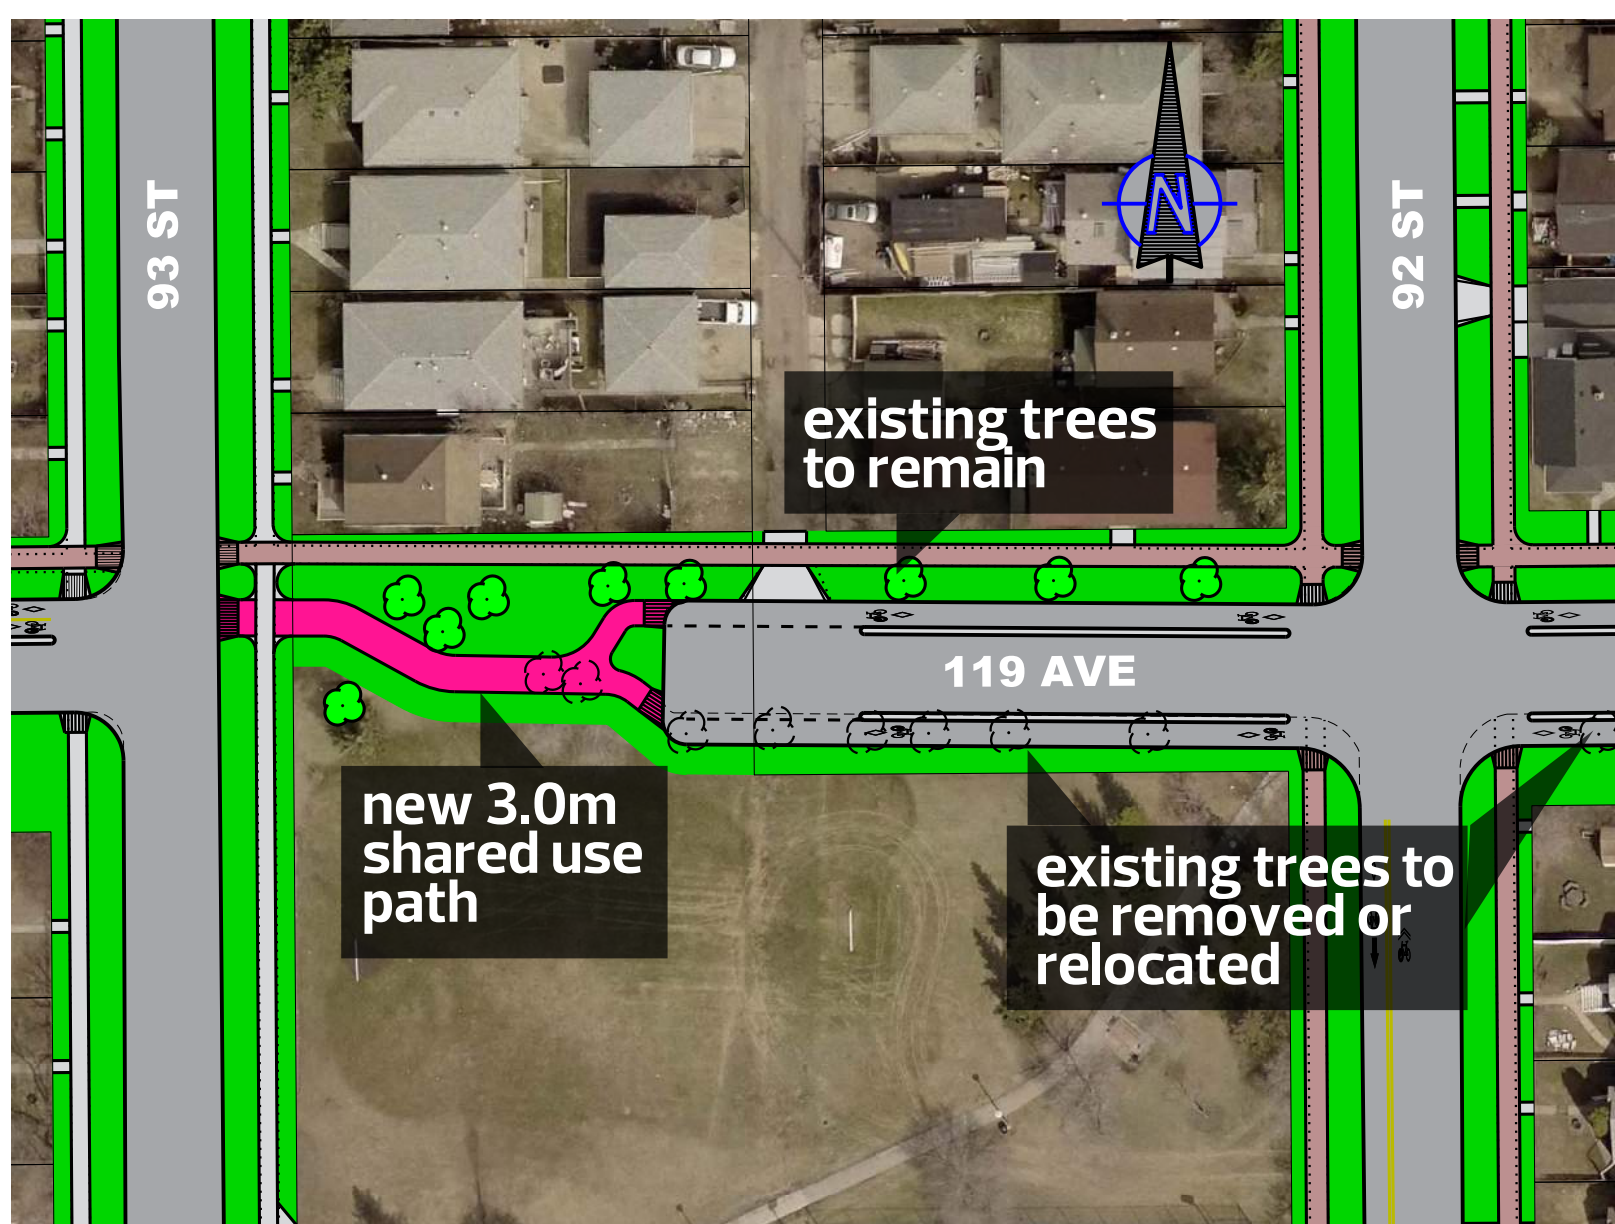 N
93 ST
92 ST
existing trees
to remain
119 AVE
new 3.0m
shared use
path
existing trees to
be removed or
relocated